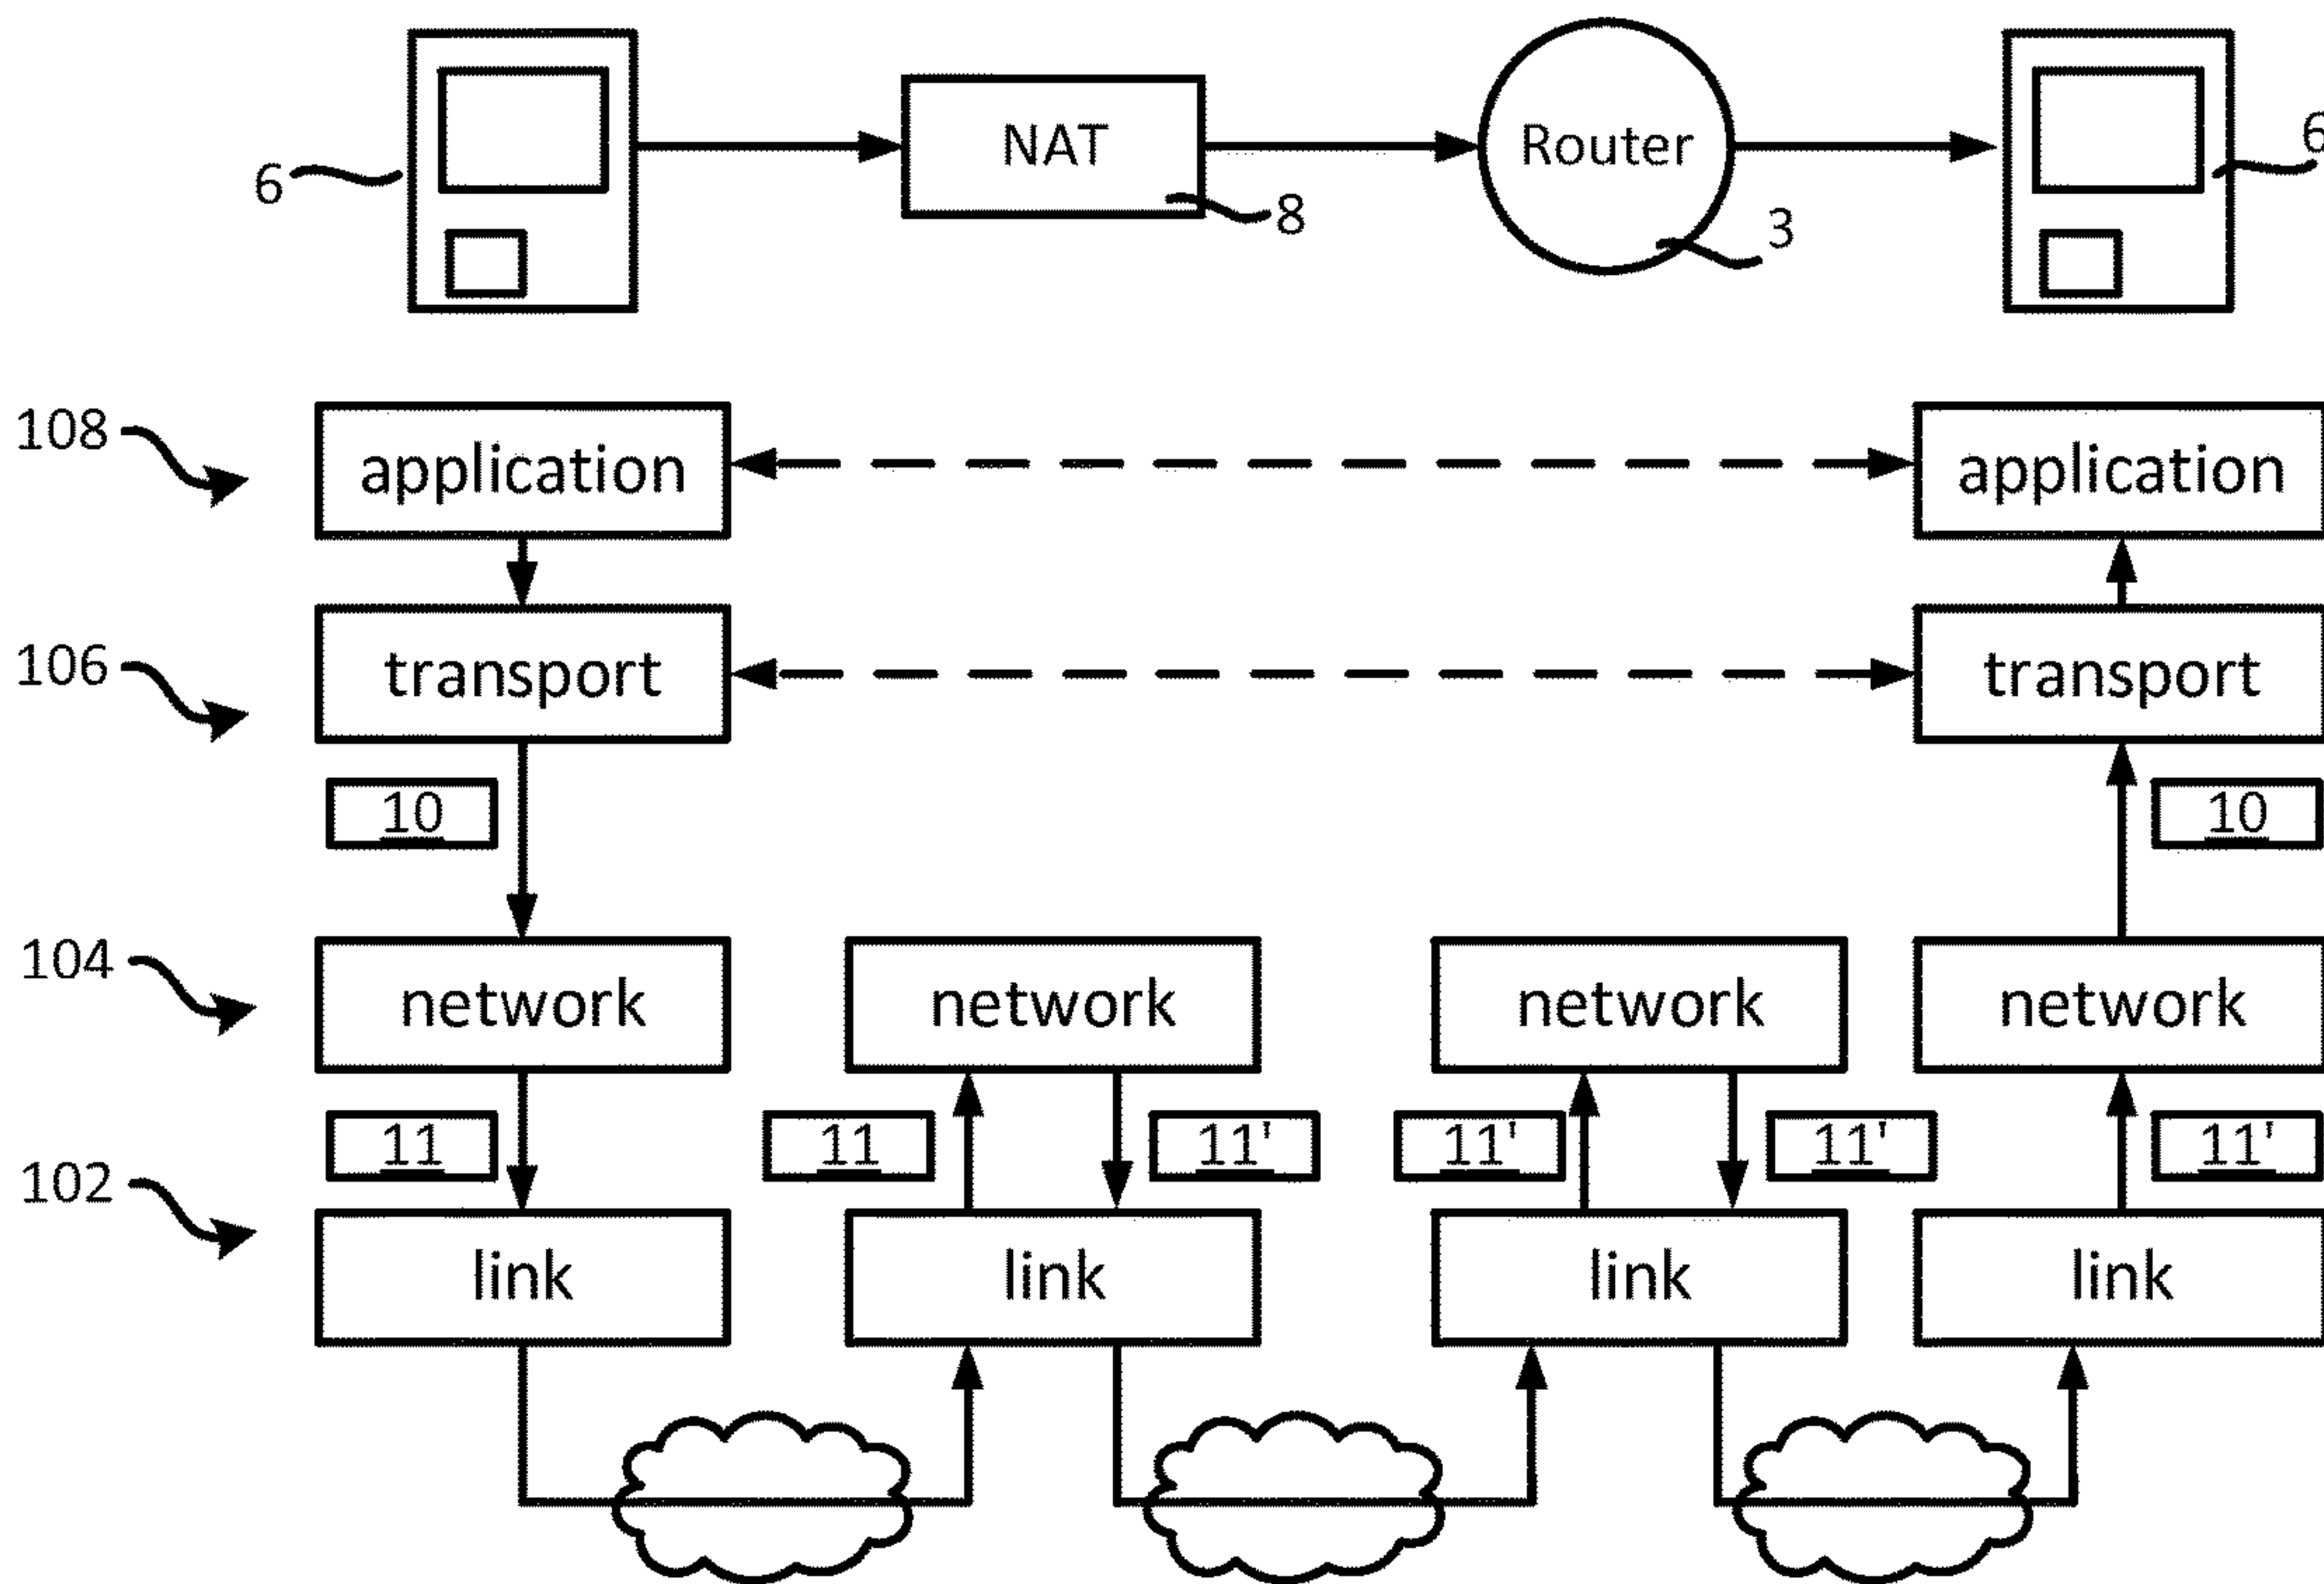 6
NAT
8
Router
3
6
108
application
application
106
transport
transport
10
10
104
network
network
network
network
11
11
11'
11'
11'
11'
102
link
link
link
link